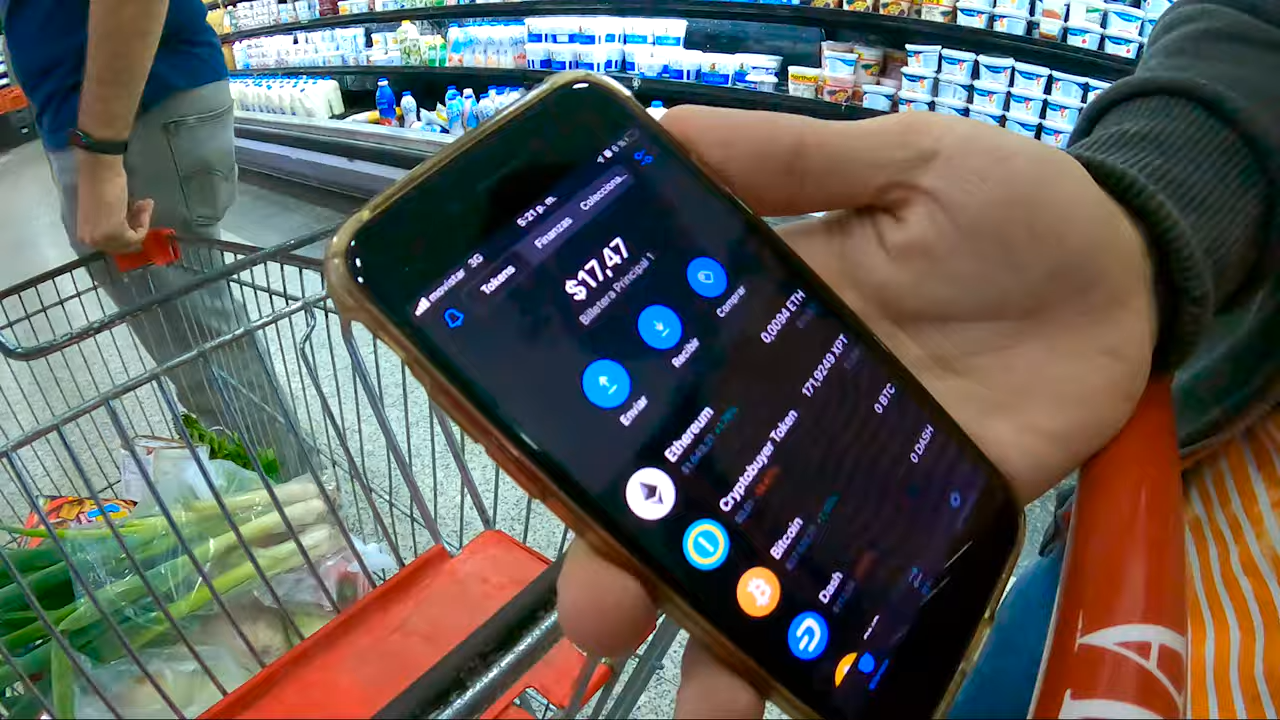 movistar 3G
5:21 p. m.
Tokens
Finanzas
Colecciona...
$17,47
Billetera Principal 1
Enviar
Recibir
Comprar
Ethereum
0,0094 ETH
Cryptobuyer Token
171,9249 XPT
Bitcoin
0 BTC
Dash
0 DASH